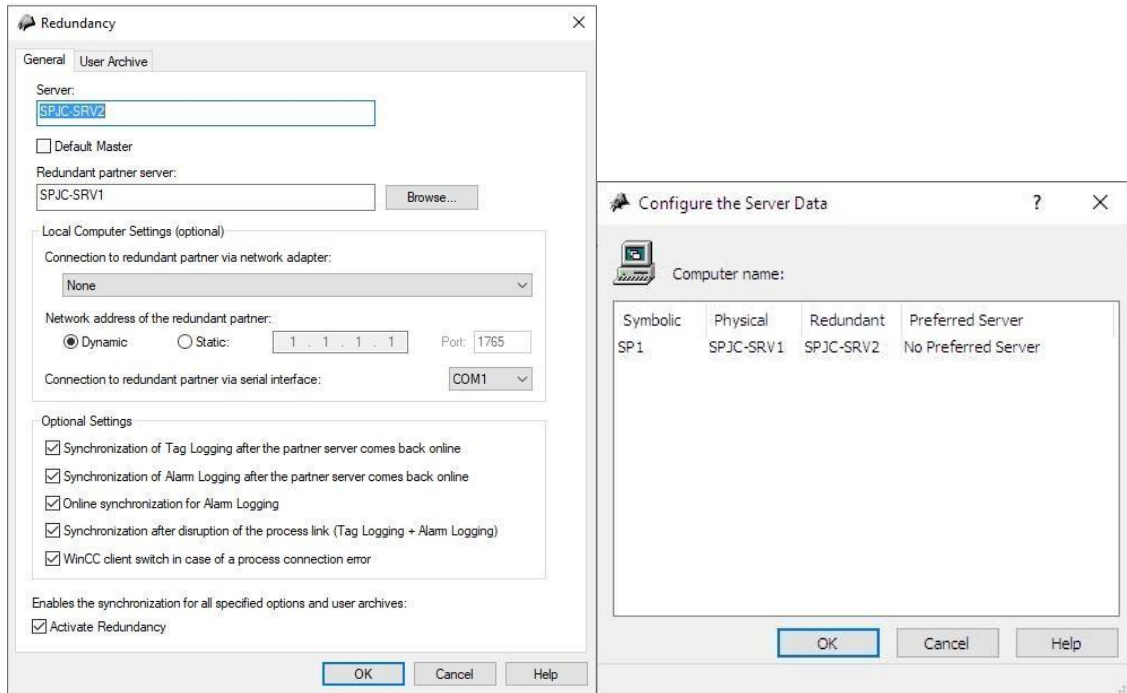 Redundancy
General User Archive
Server:
SPJC-SRV2
Default Master
Redundant partner server:
SPJC-SRV1 Browse...
Local Computer Settings (optional)
Connection to redundant partner via network adapter:
None
Network address of the redundant partner:
Dynamic Static: 1 . 1 . 1 . 1 Port: 1765
Connection to redundant partner via serial interface: COM1
Optional Settings
Synchronization of Tag Logging after the partner server comes back online
Synchronization of Alarm Logging after the partner server comes back online
Online synchronization for Alarm Logging
Synchronization after disruption of the process link (Tag Logging + Alarm Logging)
WinCC client switch in case of a process connection error
Enables the synchronization for all specified options and user archives:
Activate Redundancy
OK Cancel Help
Configure the Server Data ?
Computer name:
Symbolic Physical Redundant Preferred Server
SP1 SPJC-SRV1 SPJC-SRV2 No Preferred Server
OK Cancel Help